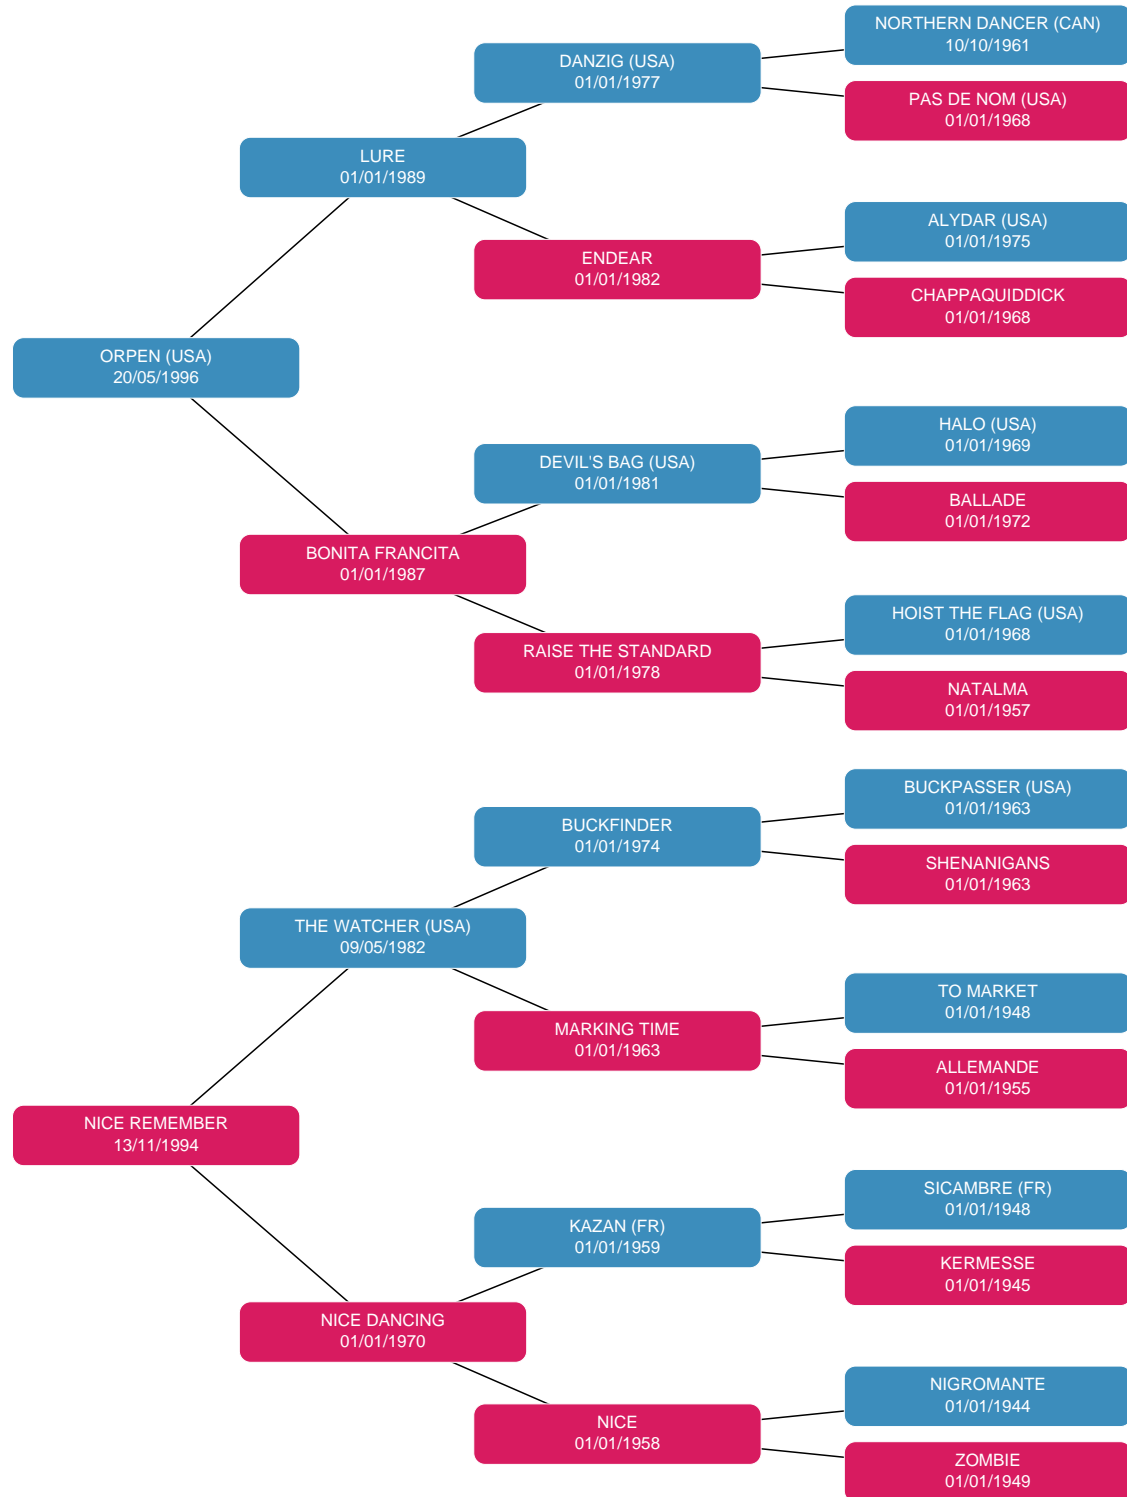 NORTHERN DANCER (CAN)
10/10/1961
DANZIG (USA)
01/01/1977
PAS DE NOM (USA)
01/01/1968
LURE
01/01/1989
ALYDAR (USA)
01/01/1975
ENDEAR
01/01/1982
CHAPPAQUIDDICK
01/01/1968
ORPEN (USA)
20/05/1996
HALO (USA)
01/01/1969
DEVIL'S BAG (USA)
01/01/1981
BALLADE
01/01/1972
BONITA FRANCITA
01/01/1987
HOIST THE FLAG (USA)
01/01/1968
RAISE THE STANDARD
01/01/1978
NATALMA
01/01/1957
BUCKPASSER (USA)
01/01/1963
BUCKFINDER
01/01/1974
SHENANIGANS
01/01/1963
THE WATCHER (USA)
09/05/1982
TO MARKET
01/01/1948
MARKING TIME
01/01/1963
ALLEMANDE
01/01/1955
NICE REMEMBER
13/11/1994
SICAMBRE (FR)
01/01/1948
KAZAN (FR)
01/01/1959
KERMESSE
01/01/1945
NICE DANCING
01/01/1970
NIGROMANTE
01/01/1944
NICE
01/01/1958
ZOMBIE
01/01/1949